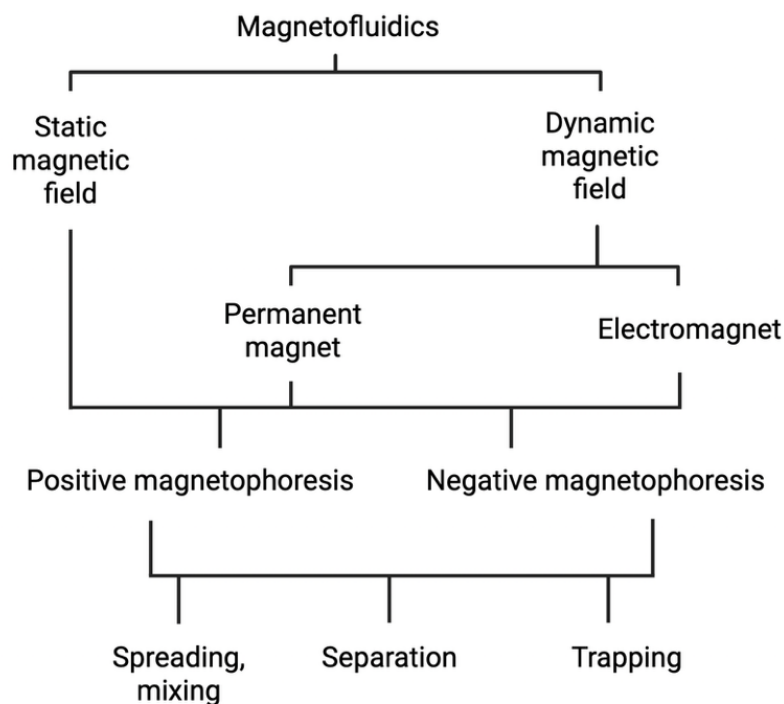 Magnetofluidics
Static
magnetic
field
Dynamic
magnetic
field
Permanent
magnet
Electromagnet
Positive magnetophoresis
Negative magnetophoresis
Spreading,
mixing
Separation
Trapping